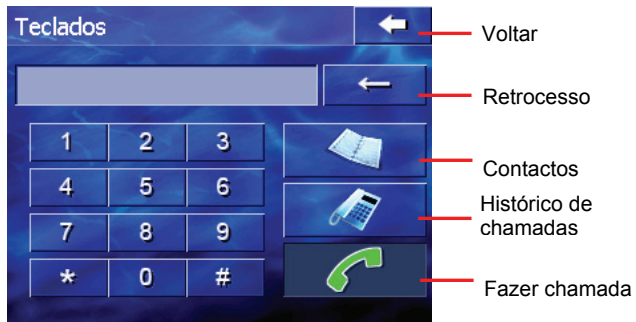 Teclados
Voltar
Retrocesso
1 2 3
Contactos
4 5 6
Histórico de
chamadas
7 8 9
* 0 #
Fazer chamada